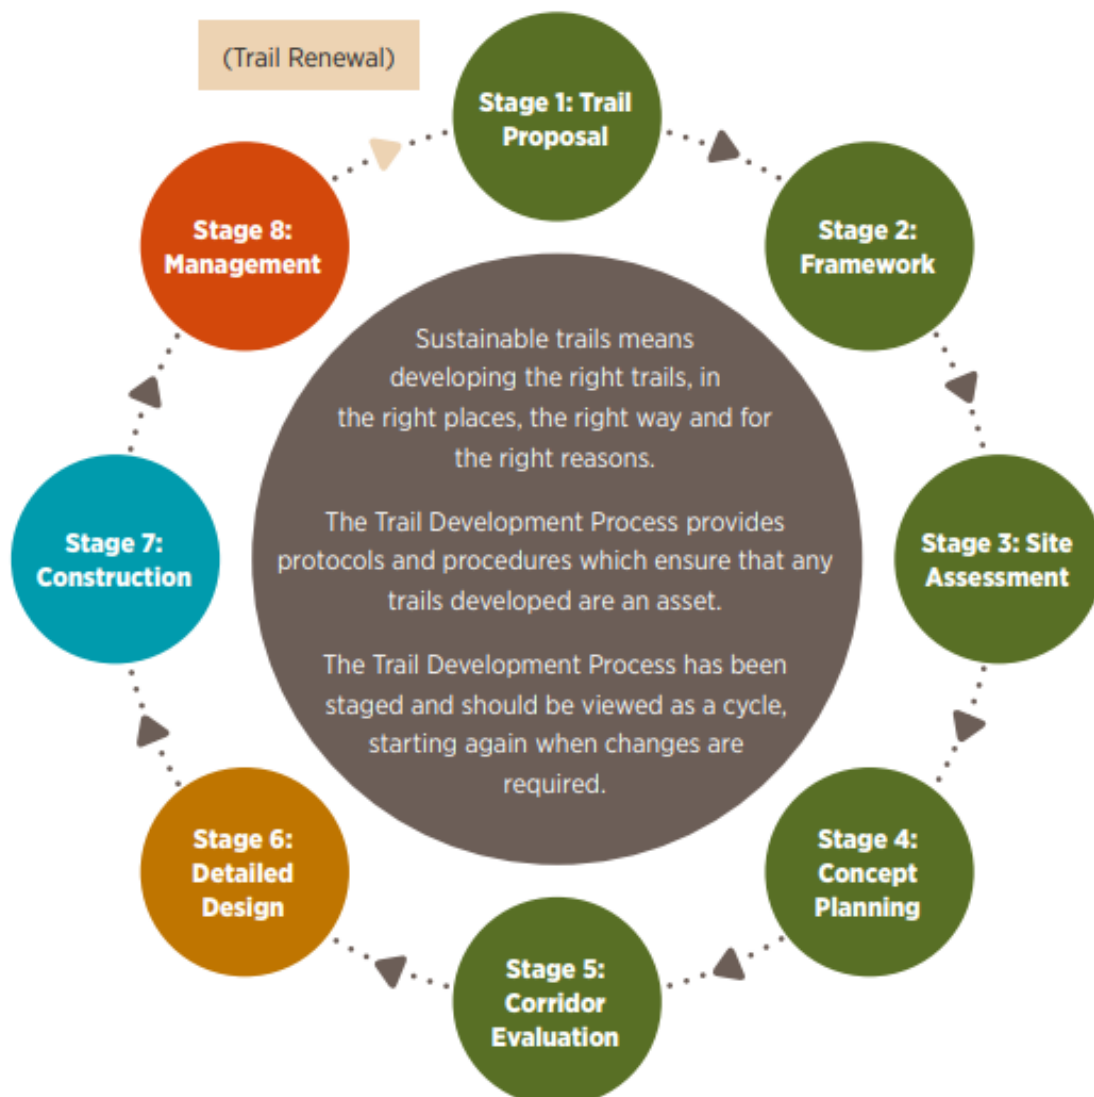 (Trail Renewal)
Stage 1: Trail
Proposal
Stage 2:
Framework
Stage 3: Site
Assessment
Stage 4:
Concept
Planning
Stage 5:
Corridor
Evaluation
Stage 6:
Detailed
Design
Stage 7:
Construction
Stage 8:
Management
Sustainable trails means
developing the right trails, in
the right places, the right way and for
the right reasons.
The Trail Development Process provides
protocols and procedures which ensure that any
trails developed are an asset.
The Trail Development Process has been
staged and should be viewed as a cycle,
starting again when changes are
required.